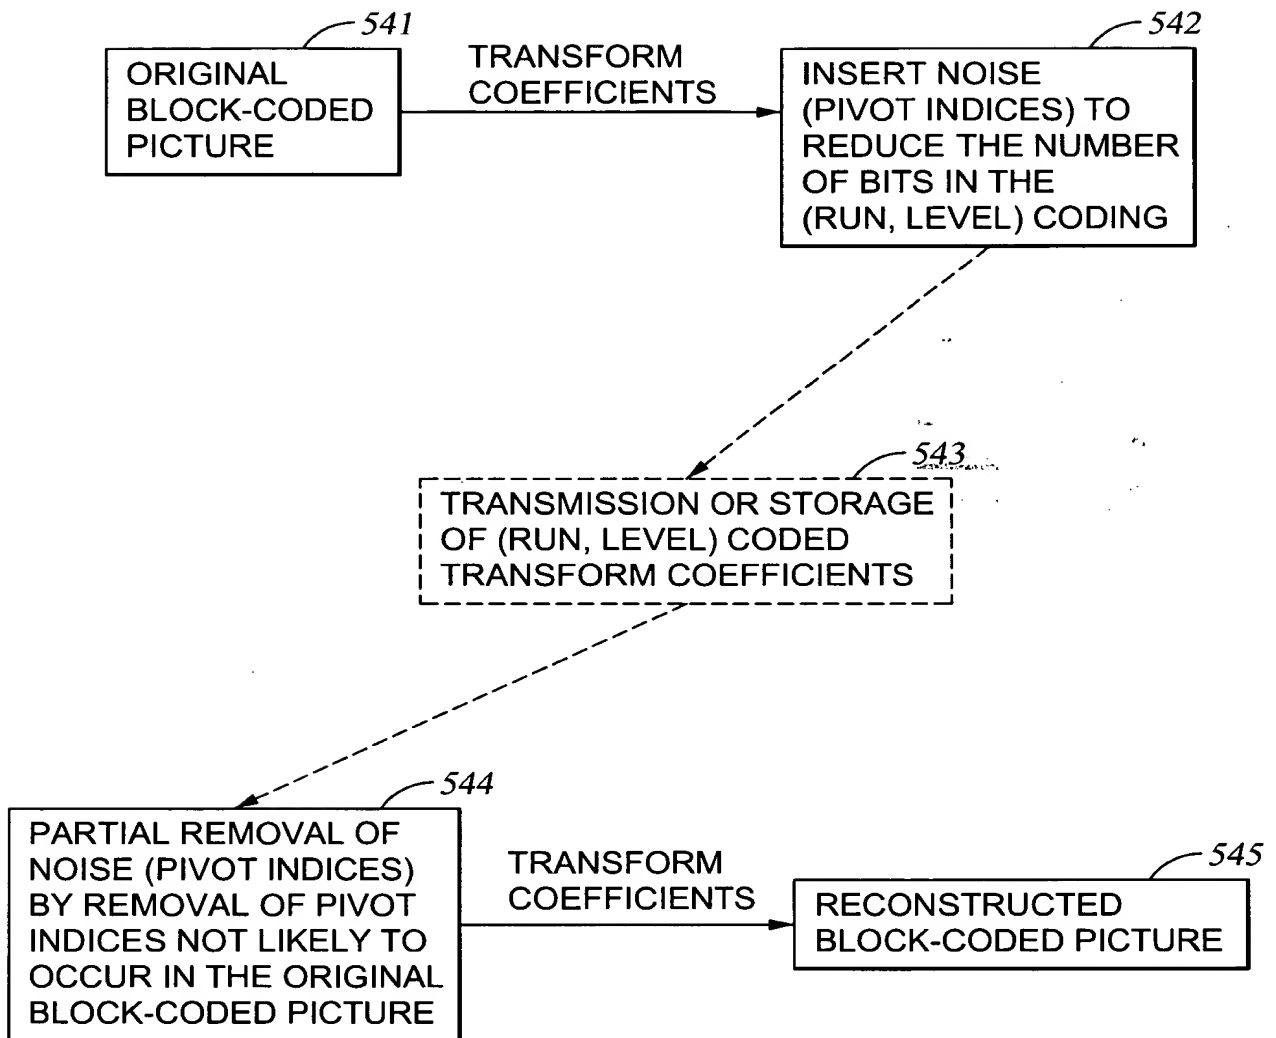 541
ORIGINAL
BLOCK-CODED
PICTURE
TRANSFORM
COEFFICIENTS
542
INSERT NOISE
(PIVOT INDICES) TO
REDUCE THE NUMBER
OF BITS IN THE
(RUN, LEVEL) CODING
543
TRANSMISSION OR STORAGE
OF (RUN, LEVEL) CODED
TRANSFORM COEFFICIENTS
544
PARTIAL REMOVAL OF
NOISE (PIVOT INDICES)
BY REMOVAL OF PIVOT
INDICES NOT LIKELY TO
OCCUR IN THE ORIGINAL
BLOCK-CODED PICTURE
TRANSFORM
COEFFICIENTS
545
RECONSTRUCTED
BLOCK-CODED PICTURE